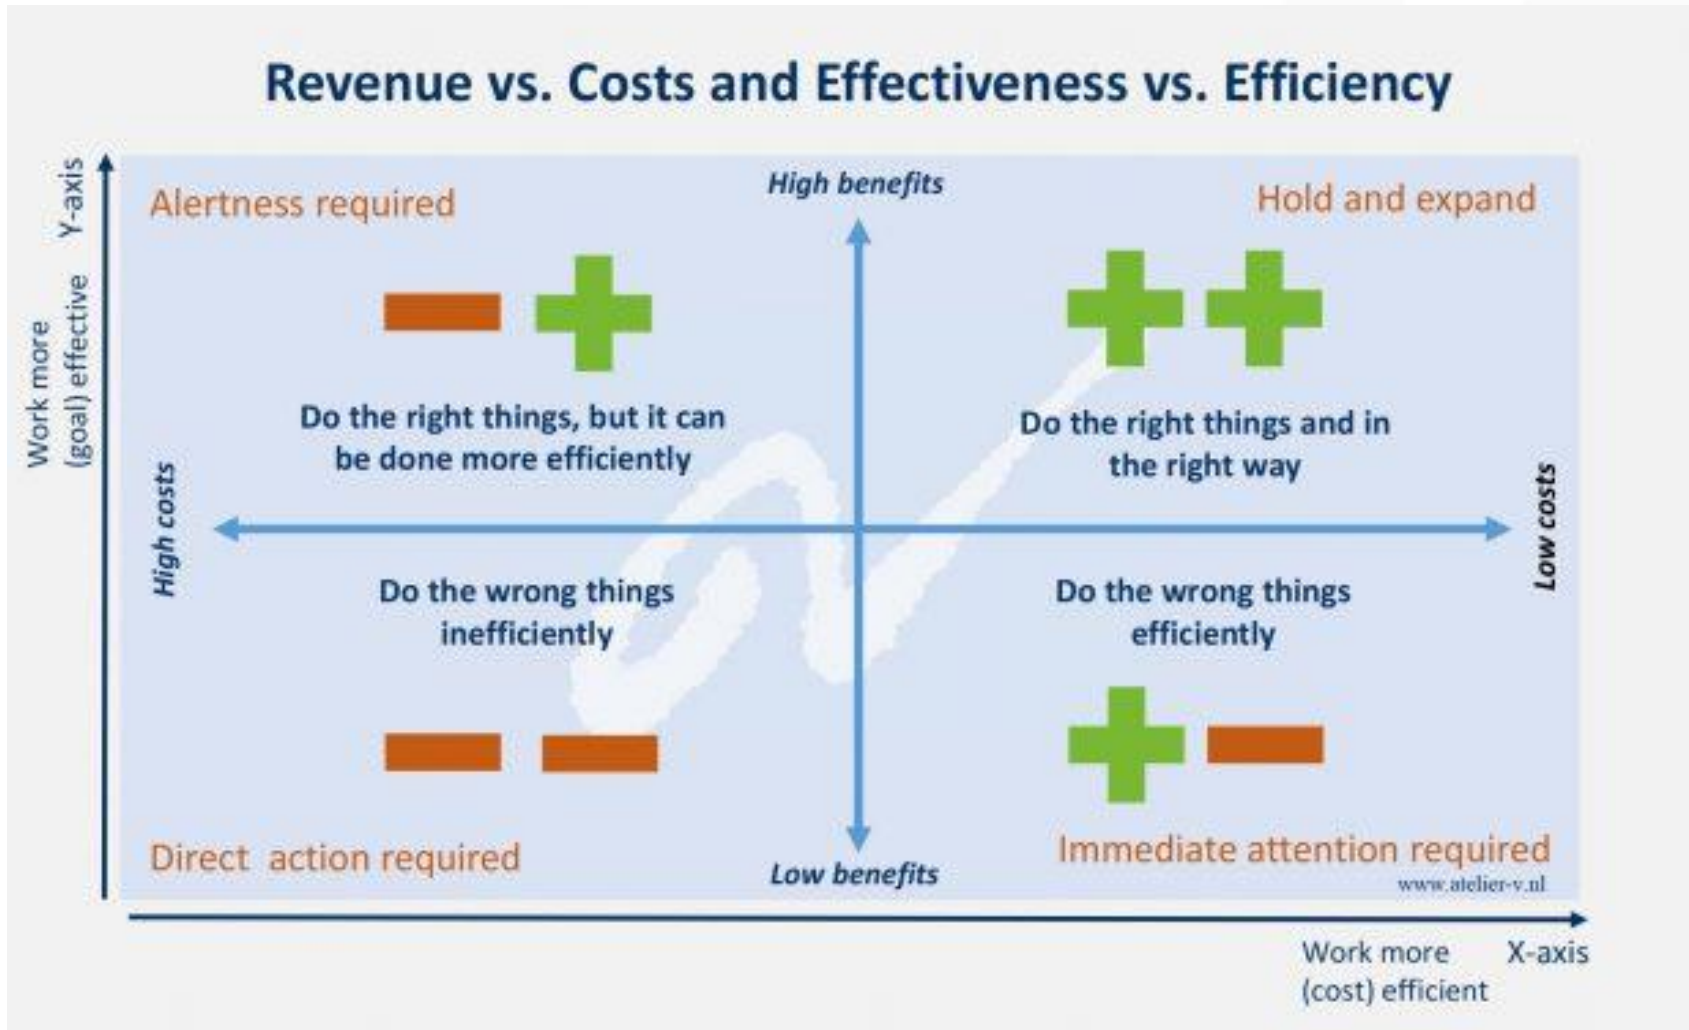 Revenue vs. Costs and Effectiveness vs. Efficiency
Y-axis
Work more
(goal) effective
Alertness required
High benefits
Hold and expand
Do the right things, but it can
be done more efficiently
Do the right things and in
the right way
High costs
Low costs
Do the wrong things
inefficiently
Do the wrong things
efficiently
Direct action required
Low benefits
Immediate attention required
www.atelier-v.nl
Work more
(cost) efficient
X-axis